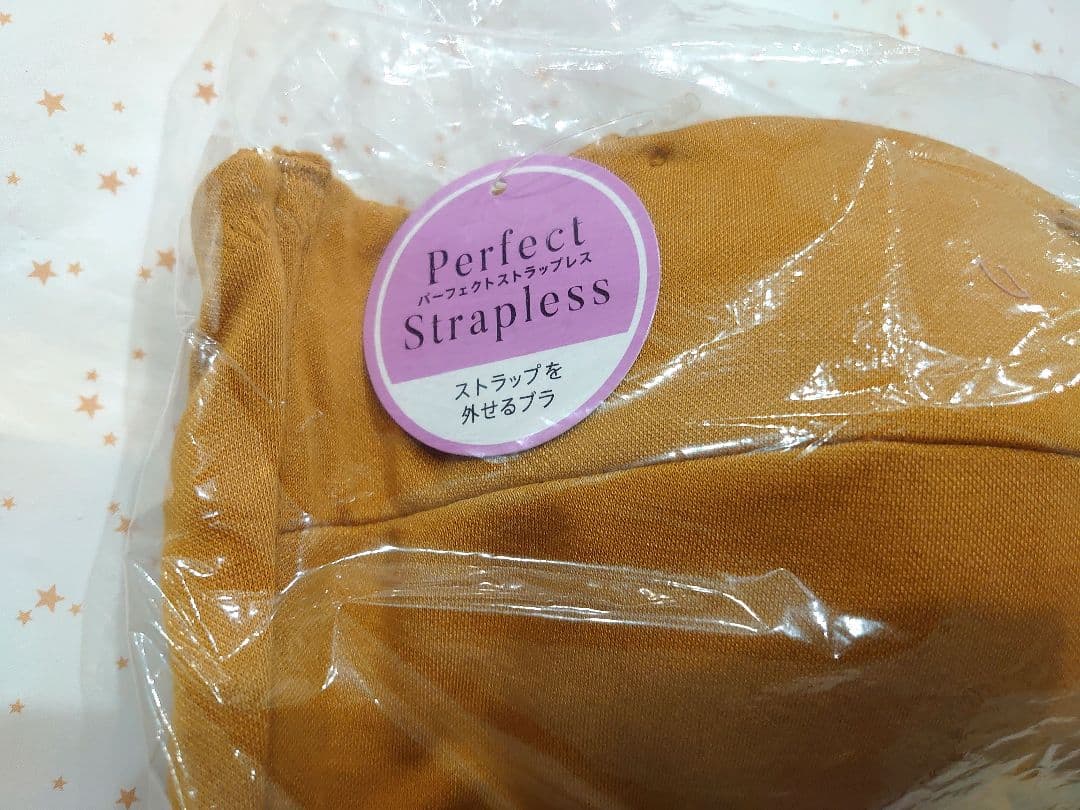 Perfect
パーフェクトストラップレス
Strapless
ストラップを
外せるブラ